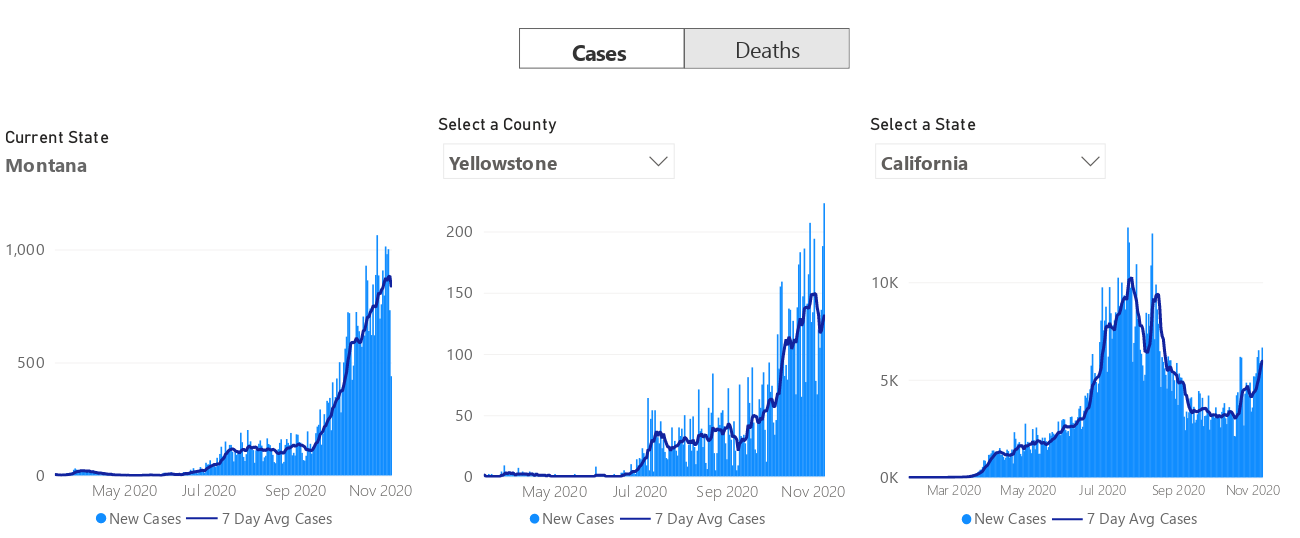 Cases Deaths
Current State
Montana
Select a County
Yellowstone
Select a State
California
1,000
500
0
May 2020 Jul 2020 Sep 2020 Nov 2020
New Cases 7 Day Avg Cases
200
150
100
50
0
May 2020 Jul 2020 Sep 2020 Nov 2020
New Cases 7 Day Avg Cases
10K
5K
0K
Mar 2020 May 2020 Jul 2020 Sep 2020 Nov 2020
New Cases 7 Day Avg Cases